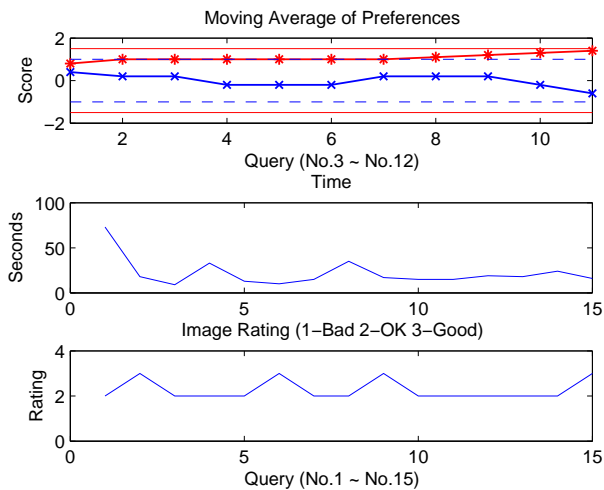 Moving Average of Preferences
2
0
−2
Score
2 4 6 8 10
Query (No.3 ~ No.12)
Time
100
50
0
Seconds
0 5 10 15
Image Rating (1−Bad 2−OK 3−Good)
4
2
0
Rating
0 5 10 15
Query (No.1 ~ No.15)